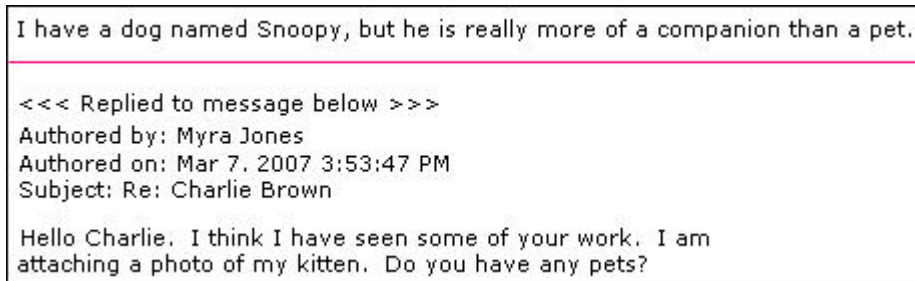 I have a dog named Snoopy, but he is really more of a companion than a pet.
<<< Replied to message below >>>
Authored by: Myra Jones
Authored on: Mar 7. 2007 3:53:47 PM
Subject: Re: Charlie Brown
Hello Charlie.  I think I have seen some of your work.  I am
attaching a photo of my kitten.  Do you have any pets?